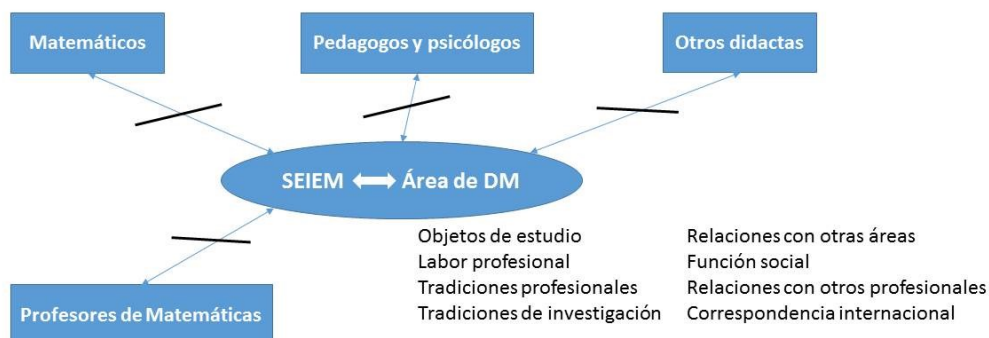 Matemáticos
Pedagogos y psicólogos
Otros didactas
SEIEM Área de DM
Objetos de estudio
Labor profesional
Tradiciones profesionales
Tradiciones de investigación
Relaciones con otras áreas
Función social
Relaciones con otros profesionales
Correspondencia internacional
Profesores de Matemáticas